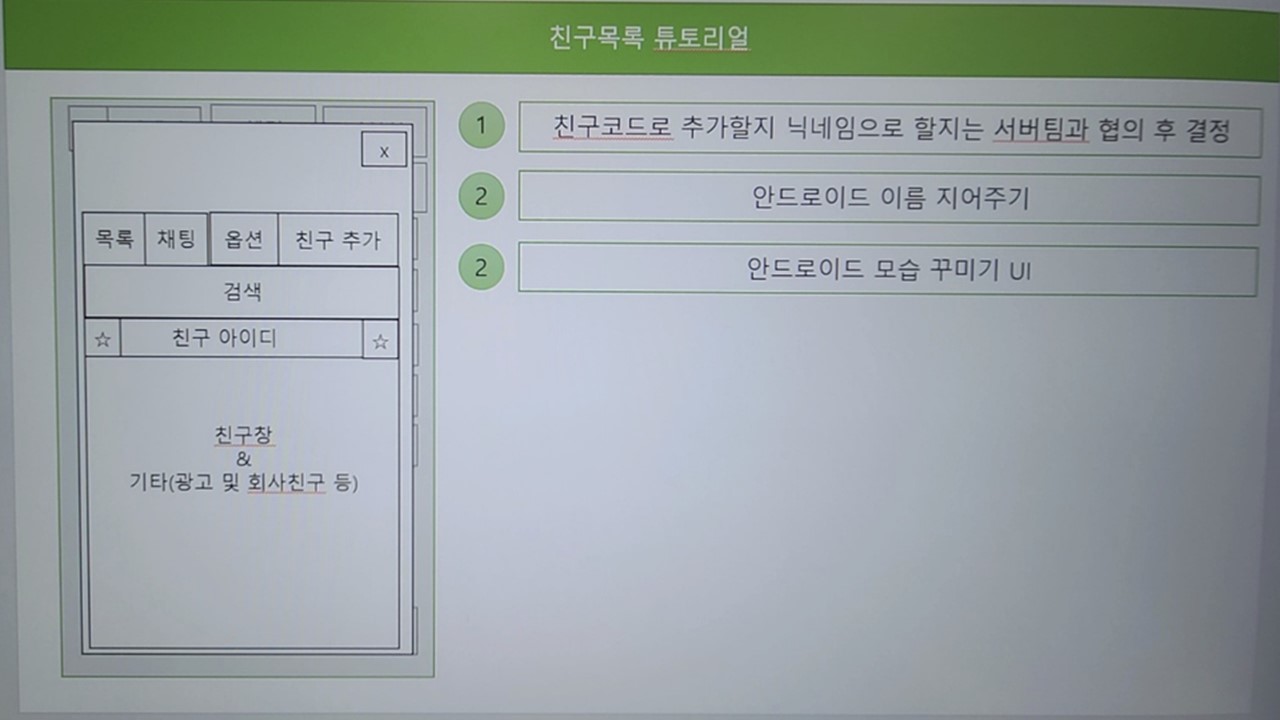 친구목록 튜토리얼
x
목록 채팅 옵션 친구 추가
검색
☆ 친구 아이디 ☆
친구창
&
기타(광고 및 회사친구 등)
1 친구코드로 추가할지 닉네임으로 할지는 서버팀과 협의 후 결정
2 안드로이드 이름 지어주기
2 안드로이드 모습 꾸미기 UI